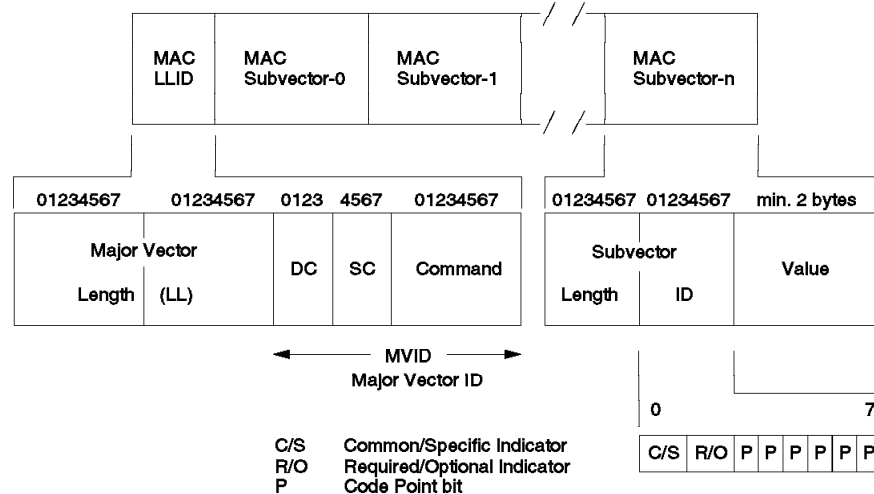 MAC MAC MAC MAC
LLID Subvector-0 Subvector-1 Subvector-n
01234567 01234567 0123 4567 01234567 01234567 01234567 min. 2 bytes
Major Vector Subvector
DC SC Command Value
Length (LL) Length ID
MVID
Major Vector ID
0 7
C/S R/O P P P P P P
C/S Common/Specific Indicator
R/O Required/Optional Indicator
P Code Point bit